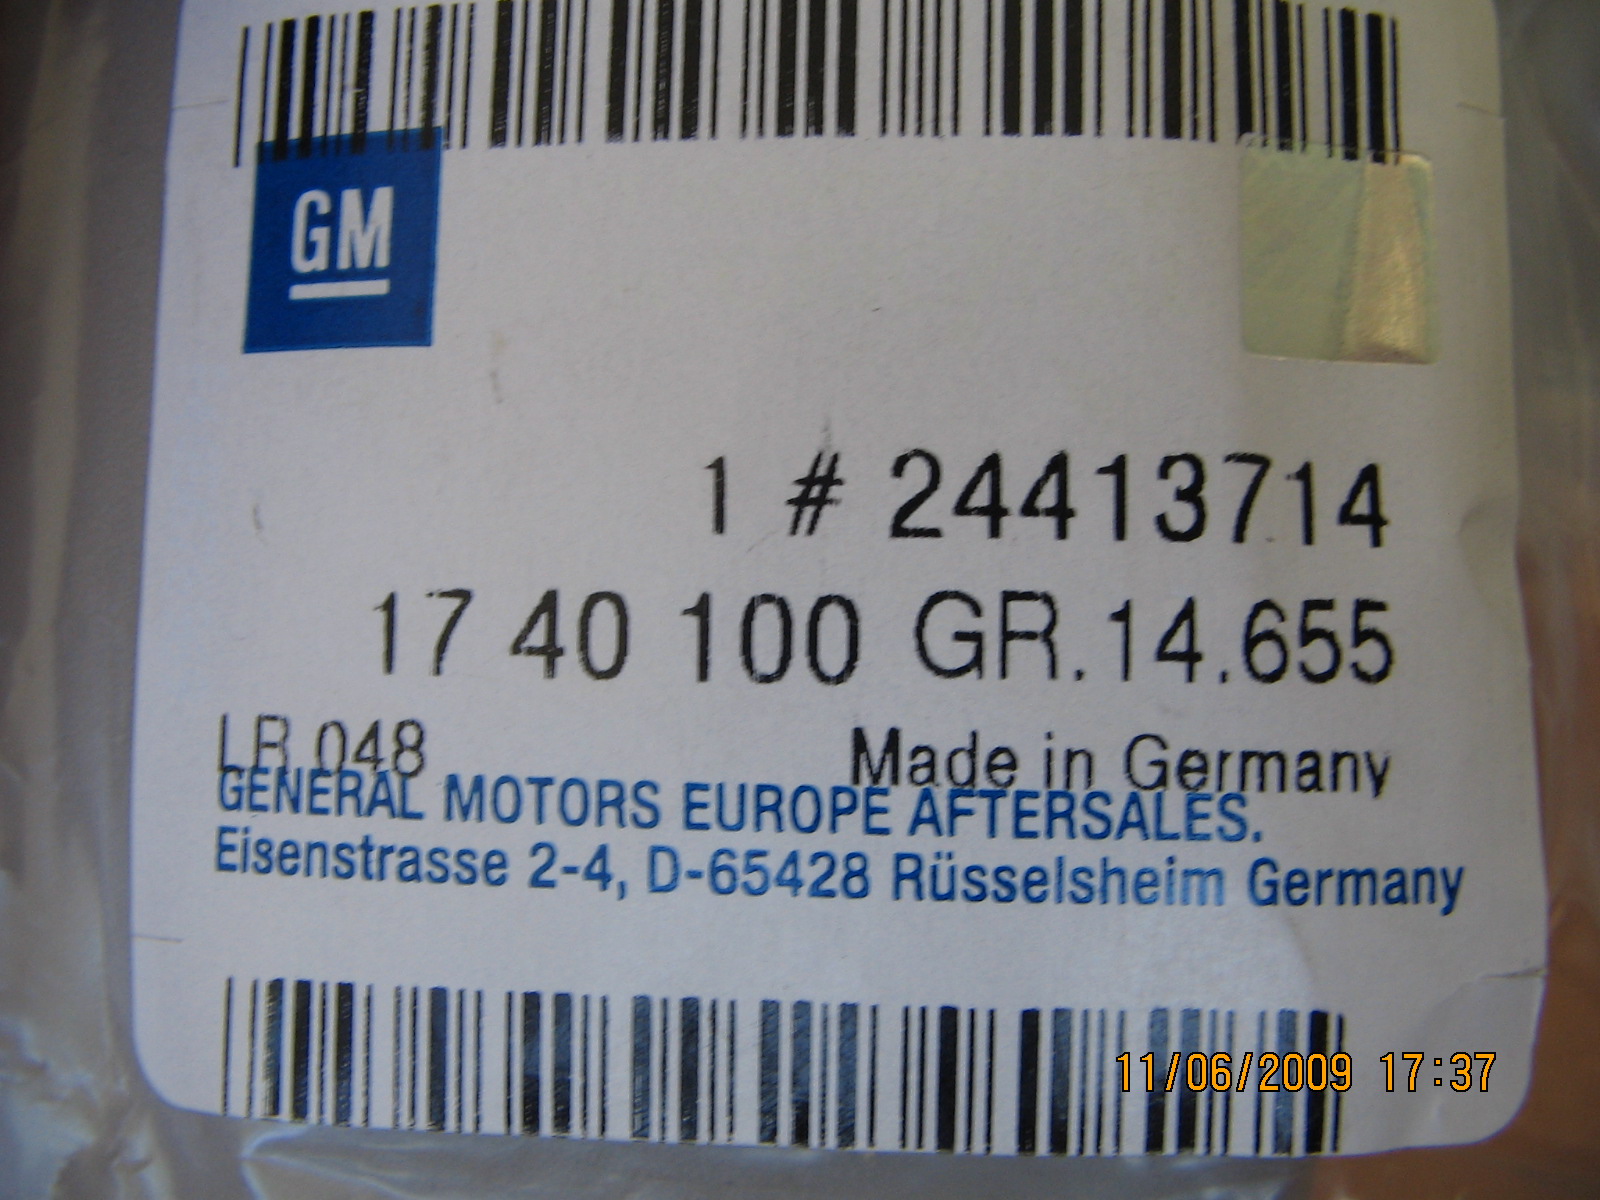 GM
1 # 24413714
17 40 100 GR.14.655
LR 048
Made in Germany
GENERAL MOTORS EUROPE AFTERSALES.
Eisenstrasse 2-4, D-65428 Rüsselsheim Germany
11/06/2009 17:37